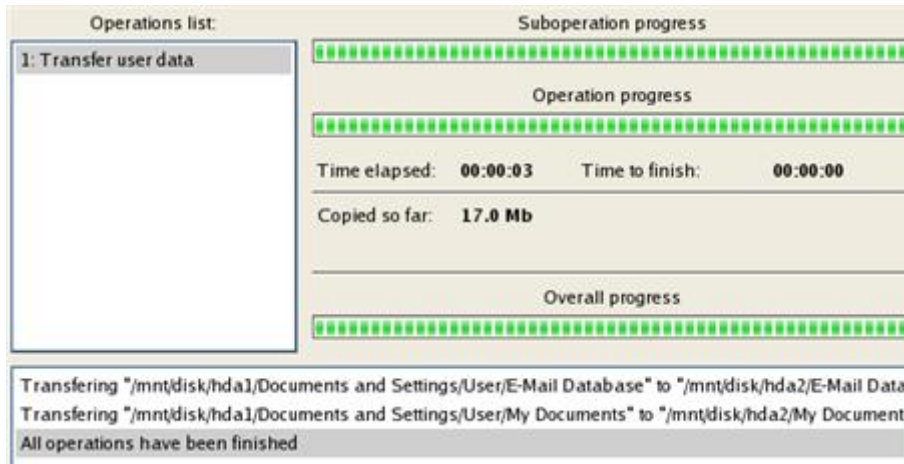 Operations list:
1: Transfer user data
Suboperation progress
Operation progress
Time elapsed: 00:00:03 Time to finish: 00:00:00
Copied so far: 17.0 Mb
Overall progress
Transfering "/mnt/disk/hda1/Documents and Settings/User/E-Mail Database" to "/mnt/disk/hda2/E-Mail Data
Transfering "/mnt/disk/hda1/Documents and Settings/User/My Documents" to "/mnt/disk/hda2/My Document
All operations have been finished